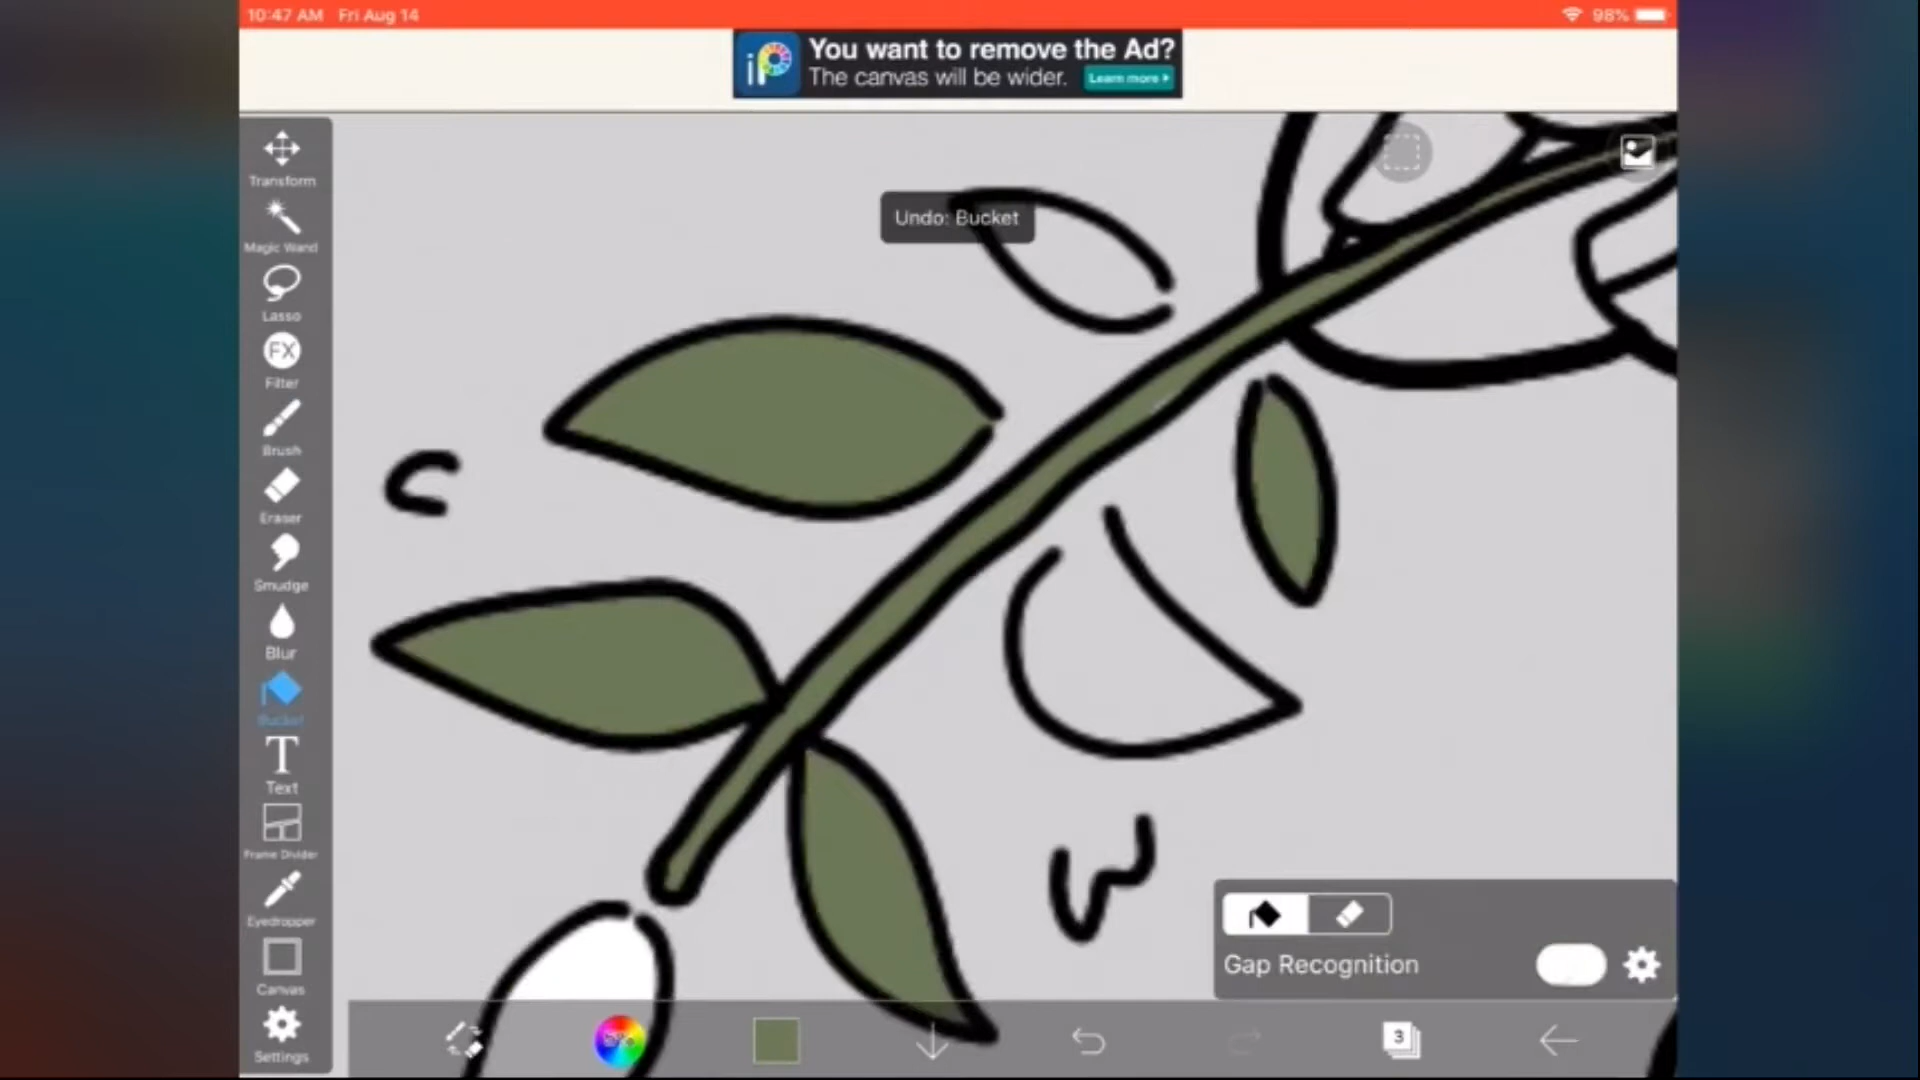 10:47 AM Fri Aug 14
98%
iP
You want to remove the Ad?
The canvas will be wider.
Learn more
Transform
Magic Wand
Lasso
FX
Filter
Brush
Eraser
Smudge
Blur
Bucket
T
Text
Frame Divider
Eyedropper
Canvas
Settings
Undo: Bucket
Gap Recognition
3